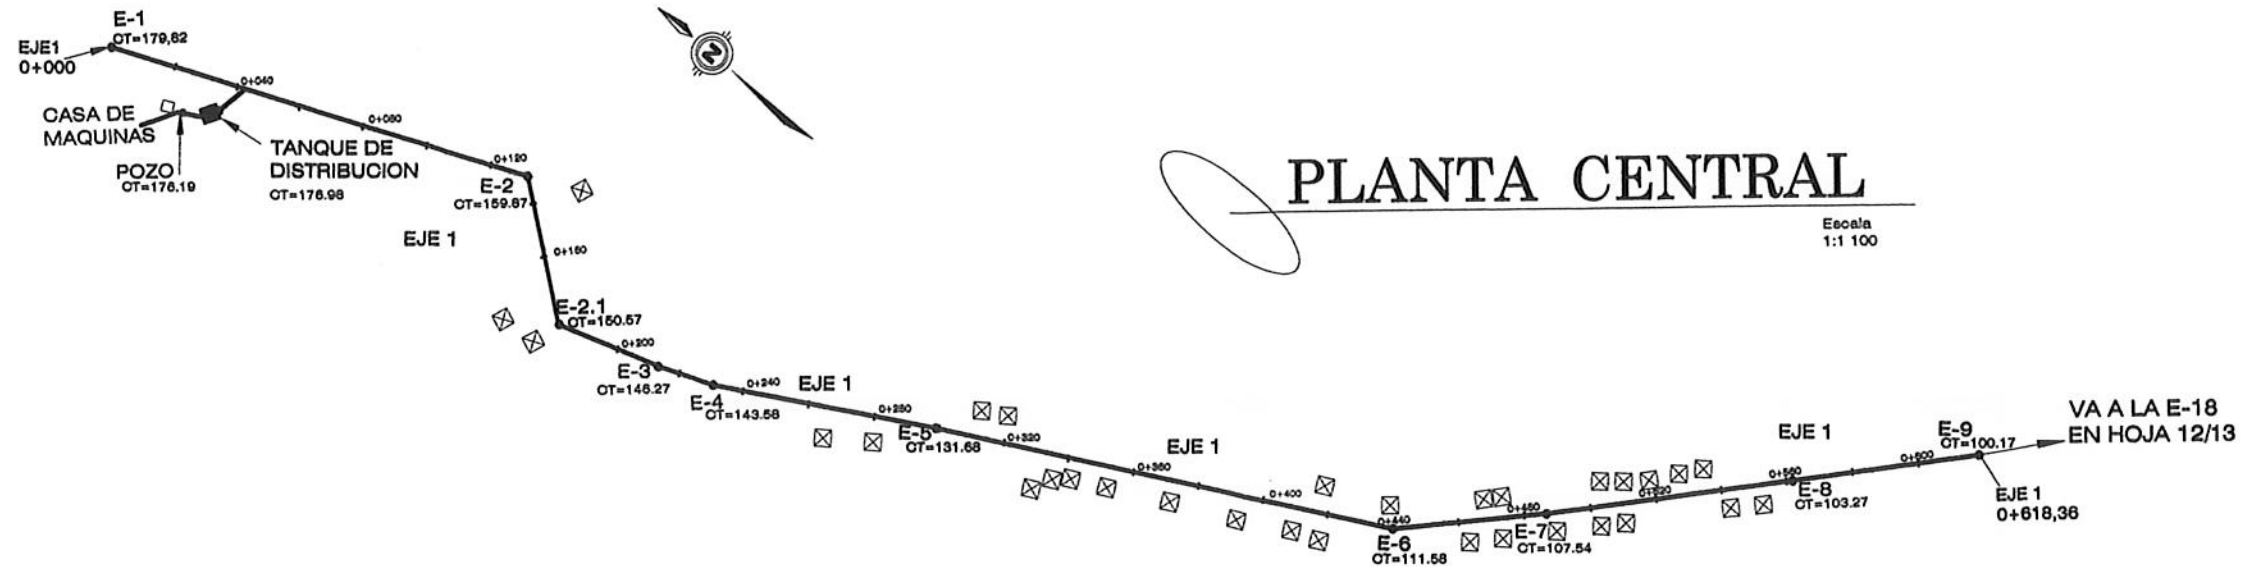 E-1
CT=179,62
EJE1
0+000
0+040
CASA DE
MAQUINAS
POZO
CT=176.19
TANQUE DE
DISTRIBUCION
CT=176.98
0+080
0+120
E-2
CT=159.87
EJE 1
0+160
E-2.1
CT=150.57
0+200
E-3
CT=146.27
E-4
CT=143.58
0+240
EJE 1
0+280
E-5
CT=131.68
0+320
0+360
EJE 1
0+400
0+440
E-6
CT=111.58
0+480
E-7
CT=107.54
0+520
0+560
E-8
CT=103.27
EJE 1
0+600
E-9
CT=100.17
EJE 1
0+618,36
VA A LA E-18
EN HOJA 12/13
N
PLANTA CENTRAL
Escala
1:1 100